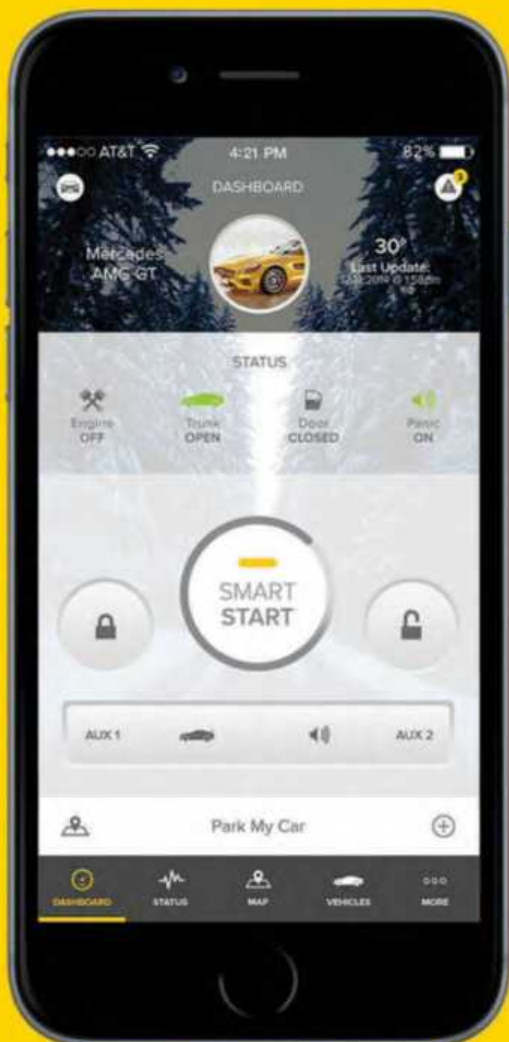 AT&T 4:21 PM 82%
DASHBOARD
3
Mercedes
AMG GT
30°
Last Update:
STATUS
Engine
OFF
Trunk
OPEN
Door
CLOSED
Panic
ON
SMART
START
AUX 1
AUX 2
Park My Car
DASHBOARD STATUS MAP VEHICLES MORE